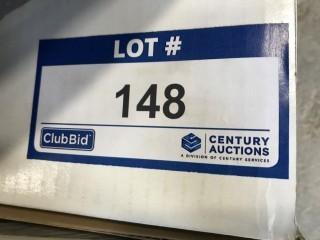 LOT #
148
ClubBid
CENTURY
AUCTIONS
A DIVISION OF CENTURY SERVICES